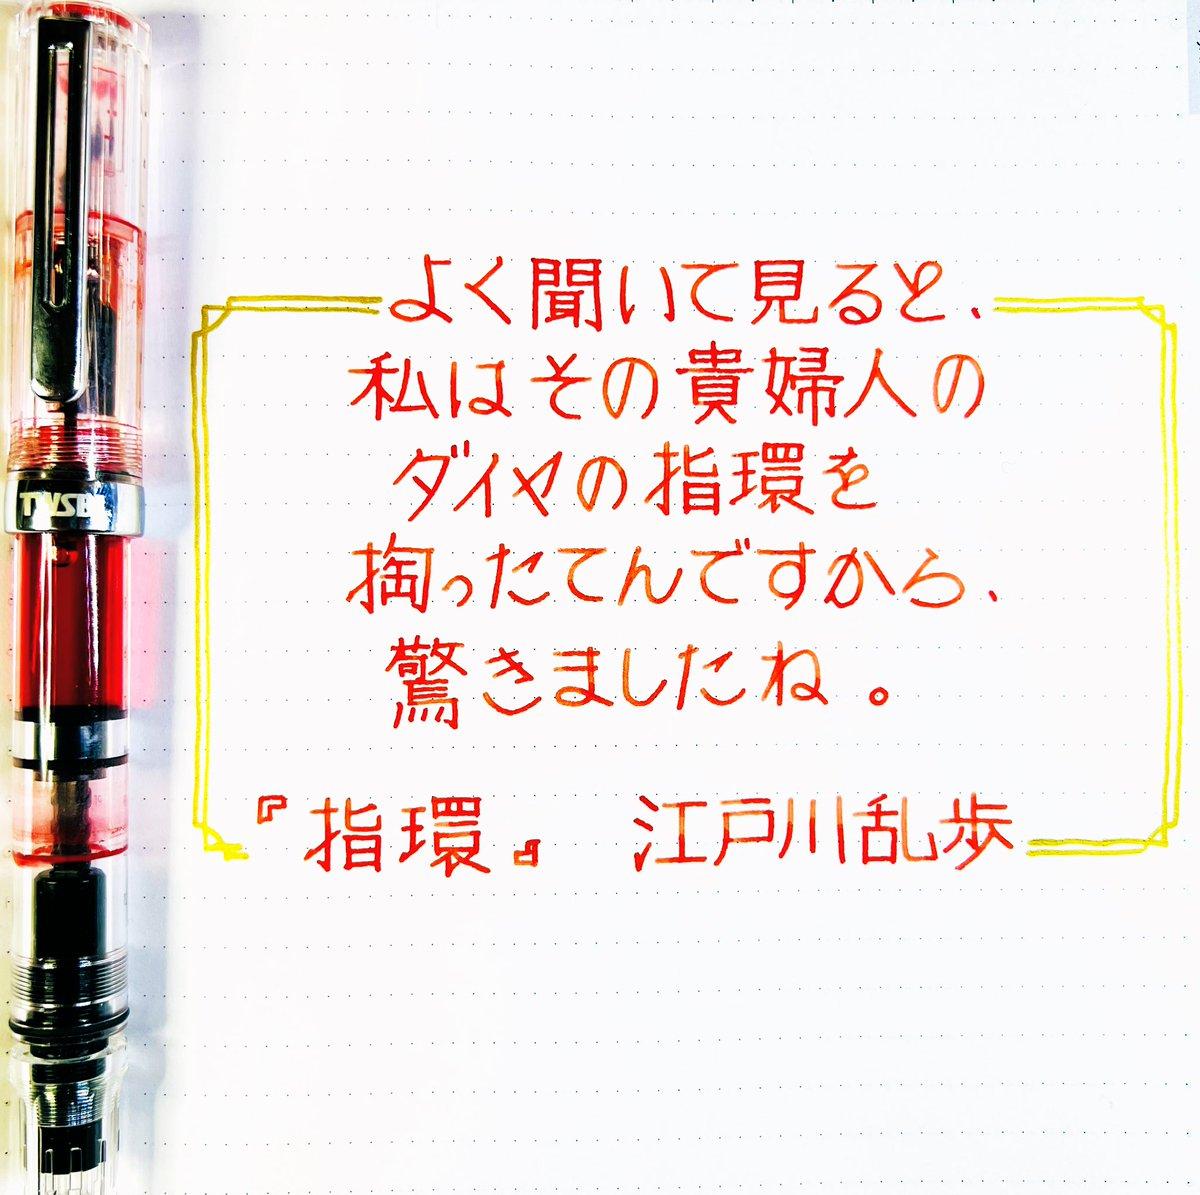 TWSBI
よく聞いて見ると、
私はその貴婦人の
ダイヤの指環を
掏ったてんですから、
驚きましたね。
『指環』　江戸川乱歩